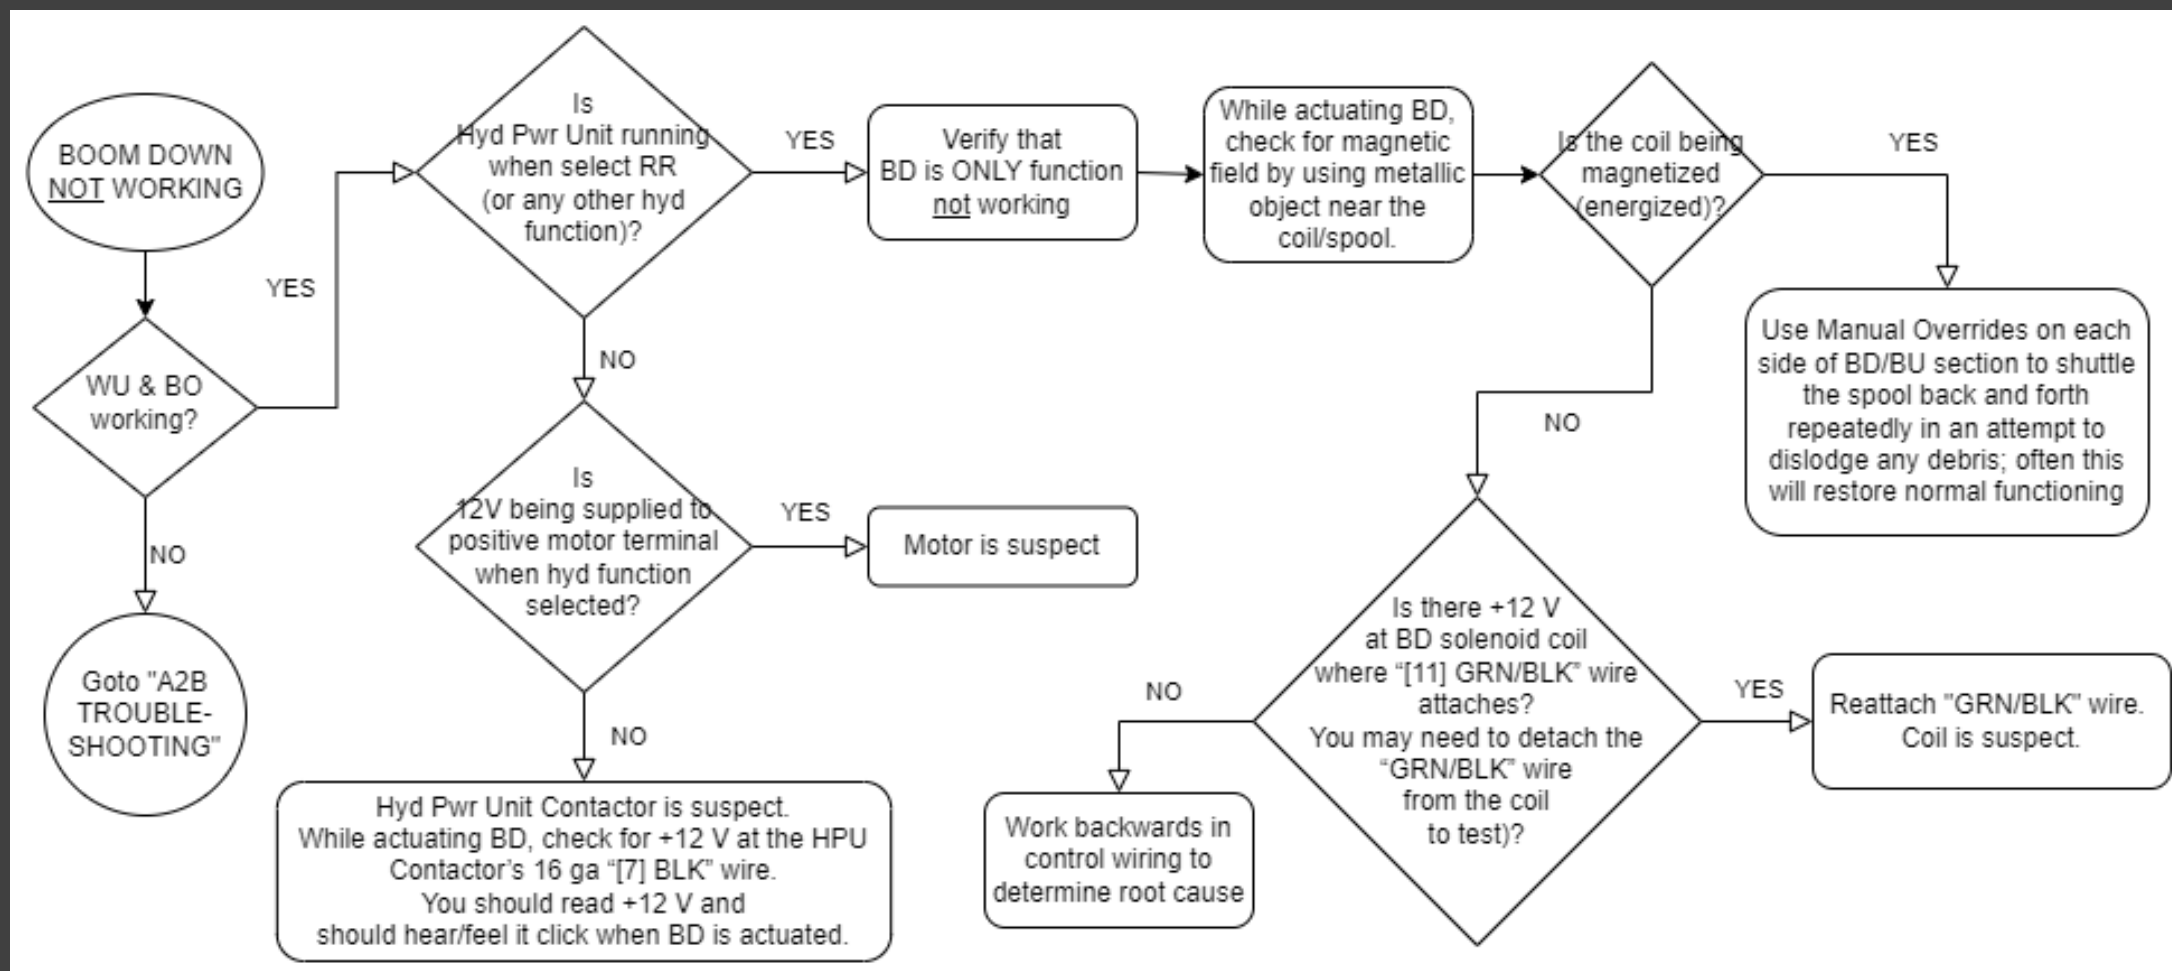 BOOM DOWN
NOT WORKING
WU & BO
working?
YES
NO
Goto "A2B
TROUBLE-
SHOOTING"
Is
Hyd Pwr Unit running
when select RR
(or any other hyd
function)?
YES
NO
Verify that
BD is ONLY function
not working
While actuating BD,
check for magnetic
field by using metallic
object near the
coil/spool.
Is the coil being
magnetized
(energized)?
YES
NO
Use Manual Overrides on each
side of BD/BU section to shuttle
the spool back and forth
repeatedly in an attempt to
dislodge any debris; often this
will restore normal functioning
Is
12V being supplied to
positive motor terminal
when hyd function
selected?
YES
NO
Motor is suspect
Hyd Pwr Unit Contactor is suspect.
While actuating BD, check for +12 V at the HPU
Contactor's 16 ga “[7] BLK” wire.
You should read +12 V and
should hear/feel it click when BD is actuated.
Is there +12 V
at BD solenoid coil
where “[11] GRN/BLK” wire
attaches?
You may need to detach the
“GRN/BLK” wire
from the coil
to test)?
NO
YES
Work backwards in
control wiring to
determine root cause
Reattach "GRN/BLK" wire.
Coil is suspect.